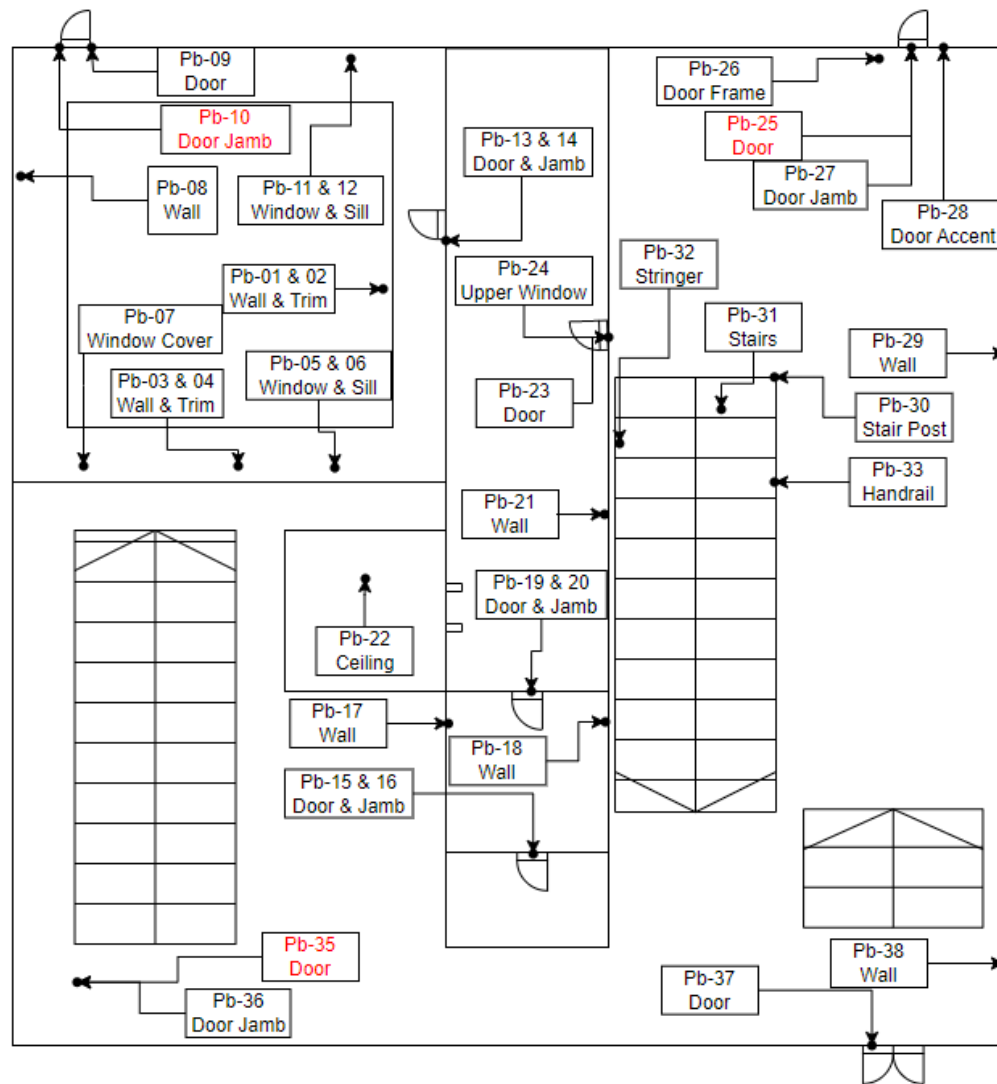 Pb-09
Door
Pb-10
Door Jamb
Pb-08
Wall
Pb-11 & 12
Window & Sill
Pb-13 & 14
Door & Jamb
Pb-26
Door Frame
Pb-25
Door
Pb-27
Door Jamb
Pb-28
Door Accent
Pb-01 & 02
Wall & Trim
Pb-07
Window Cover
Pb-03 & 04
Wall & Trim
Pb-05 & 06
Window & Sill
Pb-24
Upper Window
Pb-32
Stringer
Pb-31
Stairs
Pb-29
Wall
Pb-23
Door
Pb-30
Stair Post
Pb-33
Handrail
Pb-21
Wall
Pb-19 & 20
Door & Jamb
Pb-22
Ceiling
Pb-17
Wall
Pb-18
Wall
Pb-15 & 16
Door & Jamb
Pb-35
Door
Pb-36
Door Jamb
Pb-37
Door
Pb-38
Wall